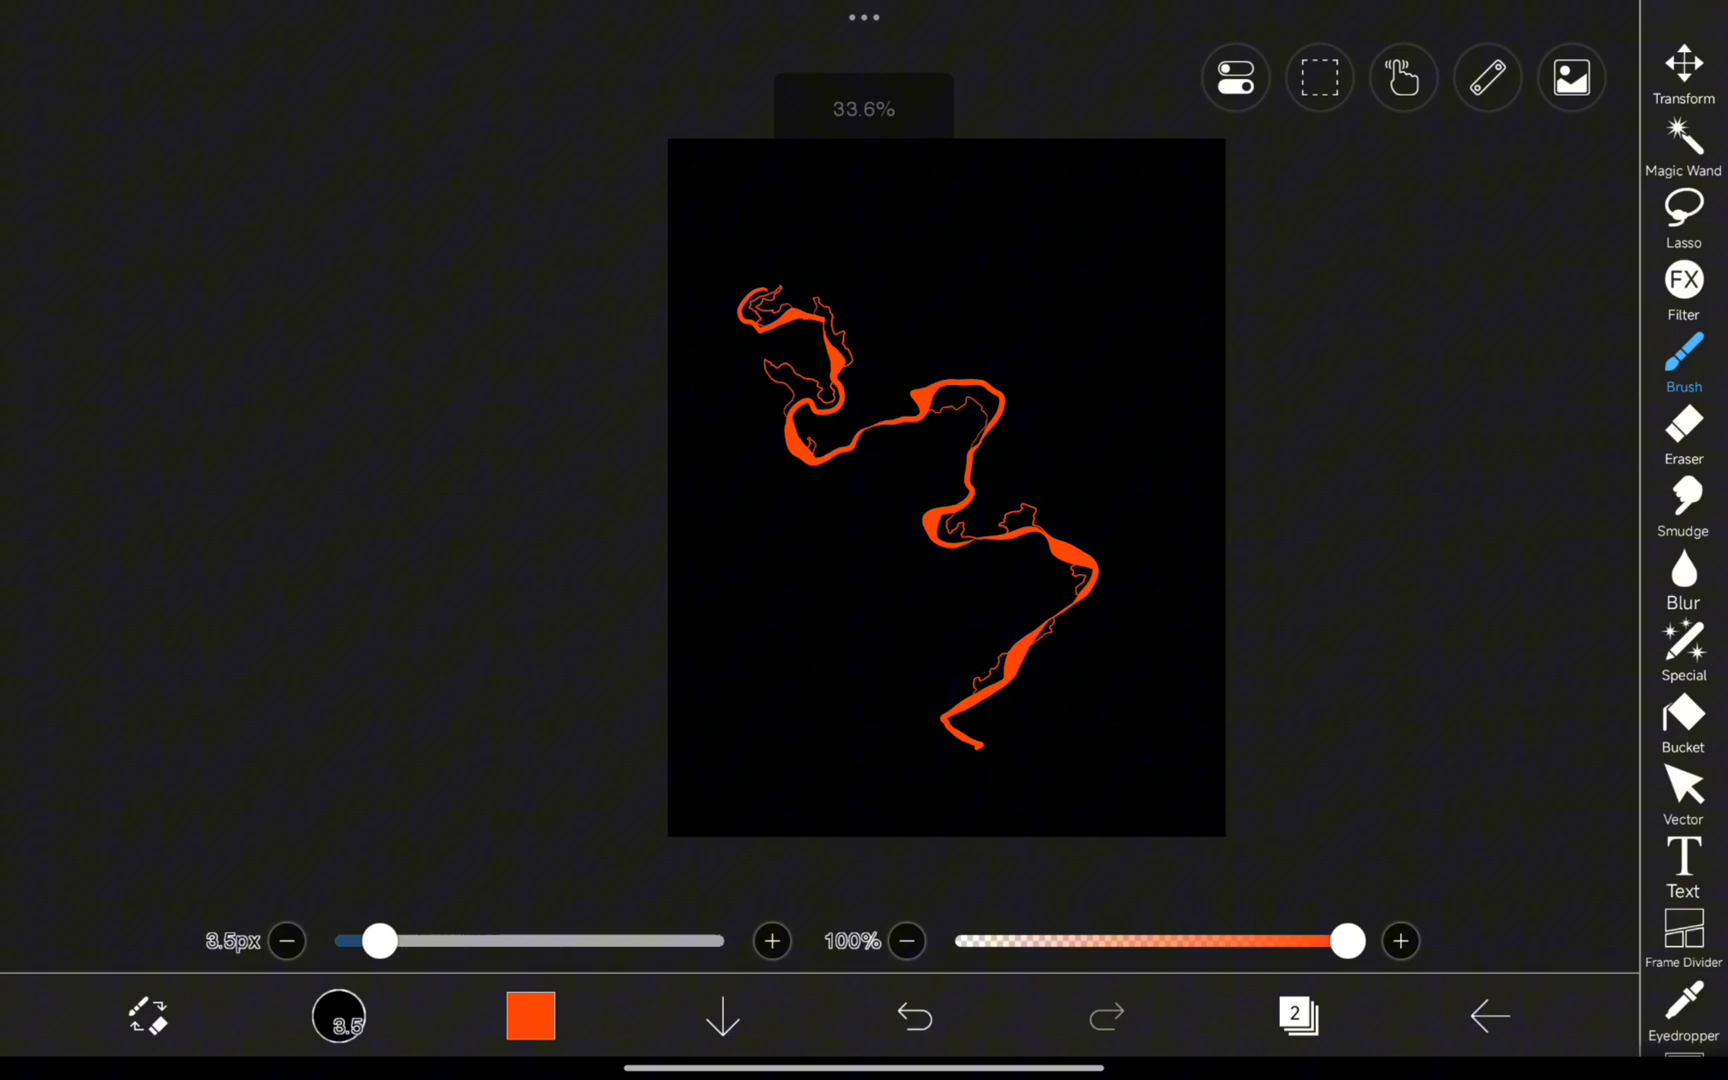 33.6%
Transform
Magic Wand
Lasso
FX
Filter
Brush
Eraser
Smudge
Blur
Special
Bucket
Vector
T
Text
Frame Divider
Eyedropper
3.5px
100%
3.5
2